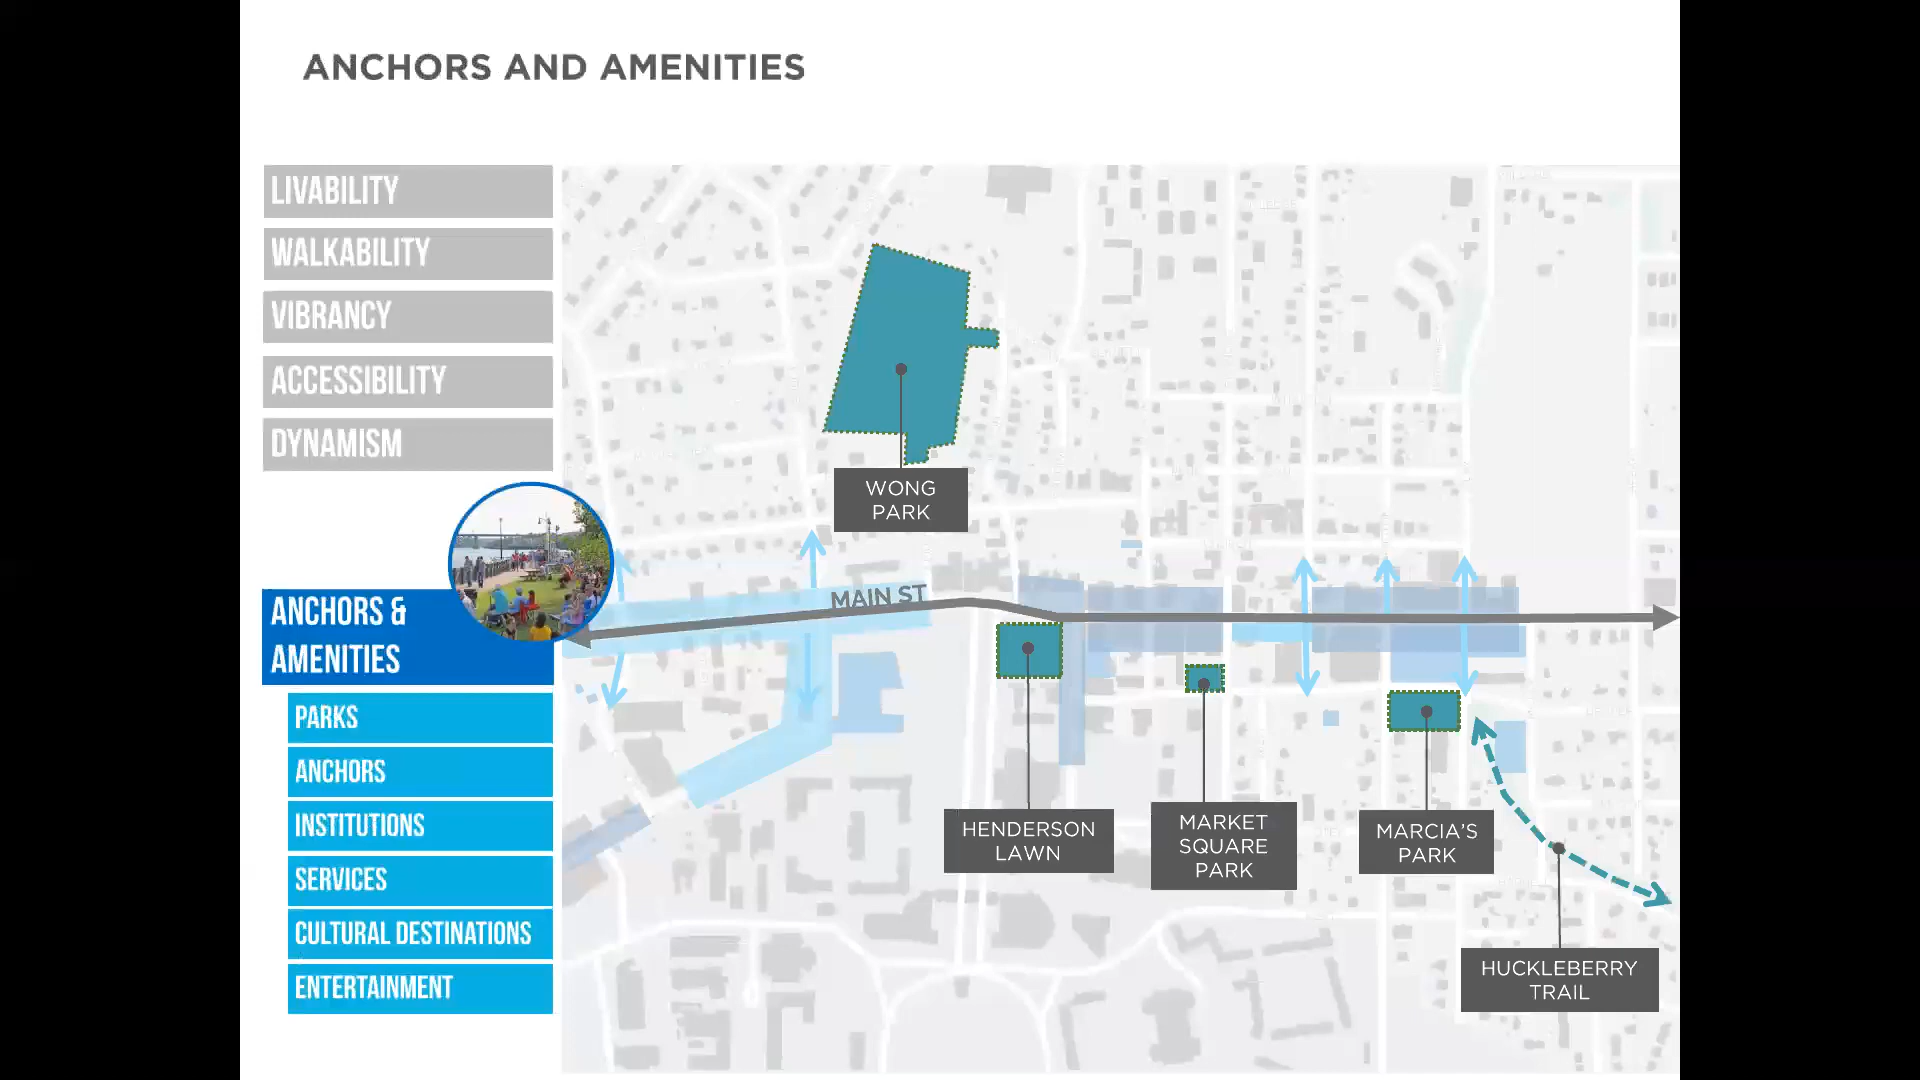 ANCHORS AND AMENITIES
LIVABILITY
WALKABILITY
VIBRANCY
ACCESSIBILITY
DYNAMISM
ANCHORS &
AMENITIES
PARKS
ANCHORS
INSTITUTIONS
SERVICES
CULTURAL DESTINATIONS
ENTERTAINMENT
WONG
PARK
MAIN ST
HENDERSON
LAWN
MARKET
SQUARE
PARK
MARCIA'S
PARK
HUCKLEBERRY
TRAIL